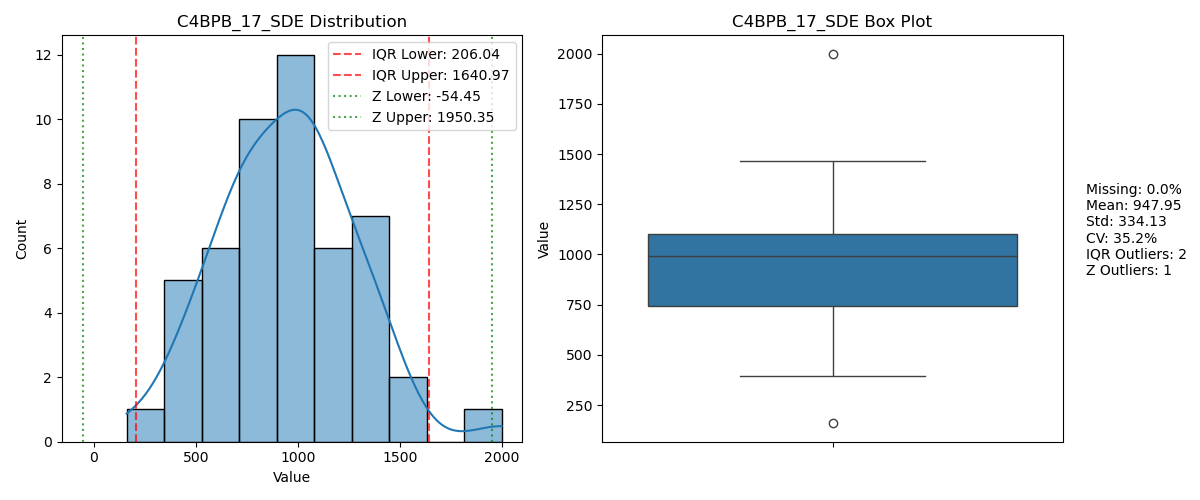 C4BPB_17_SDE Distribution
IQR Lower: 206.04
IQR Upper: 1640.97
Z Lower: -54.45
Z Upper: 1950.35
12
10
8
6
4
2
0
Count
0
500
1000
1500
2000
Value
C4BPB_17_SDE Box Plot
2000
1750
1500
1250
1000
750
500
250
Value
Missing: 0.0%
Mean: 947.95
Std: 334.13
CV: 35.2%
IQR Outliers: 2
Z Outliers: 1